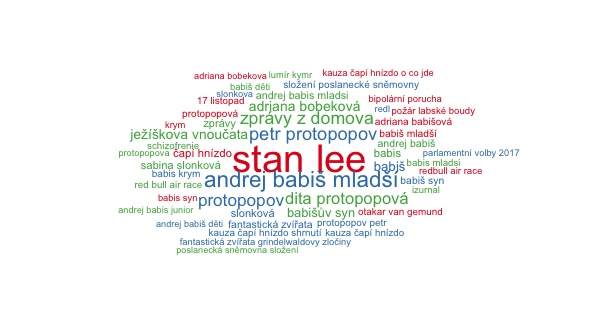 kauza čapí hnízdo o co jde
adriana bobekova lumír kymr
babiš děti složení poslanecké sněmovny
slonkova andrej babis mladsi
17 listopad adriana bobeková bipolární porucha
protopopová redl požár labské boudy
zprávy zprávy z domova adriana babišová
krym petr protopopov babiš mladší
ježíškova vnoučata andrej babiš
schizofrenie
protopopova čapí hnízdo stan lee babis parlamentní volby 2017
sabina slonková babiš babis mladsi
babis krym redbull air race
red bull air race andrej babiš mladší babiš syn
izurnal
babis syn protopopov dita protopopová
andrej babis junior slonková babišův syn otakar van gemund
andrej babiš děti fantastická zvířata protopopov petr
kauza čapí hnízdo shrnutí kauza čapí hnízdo
fantastická zvířata grindelwaldovy zločiny
poslanecká sněmovna složení